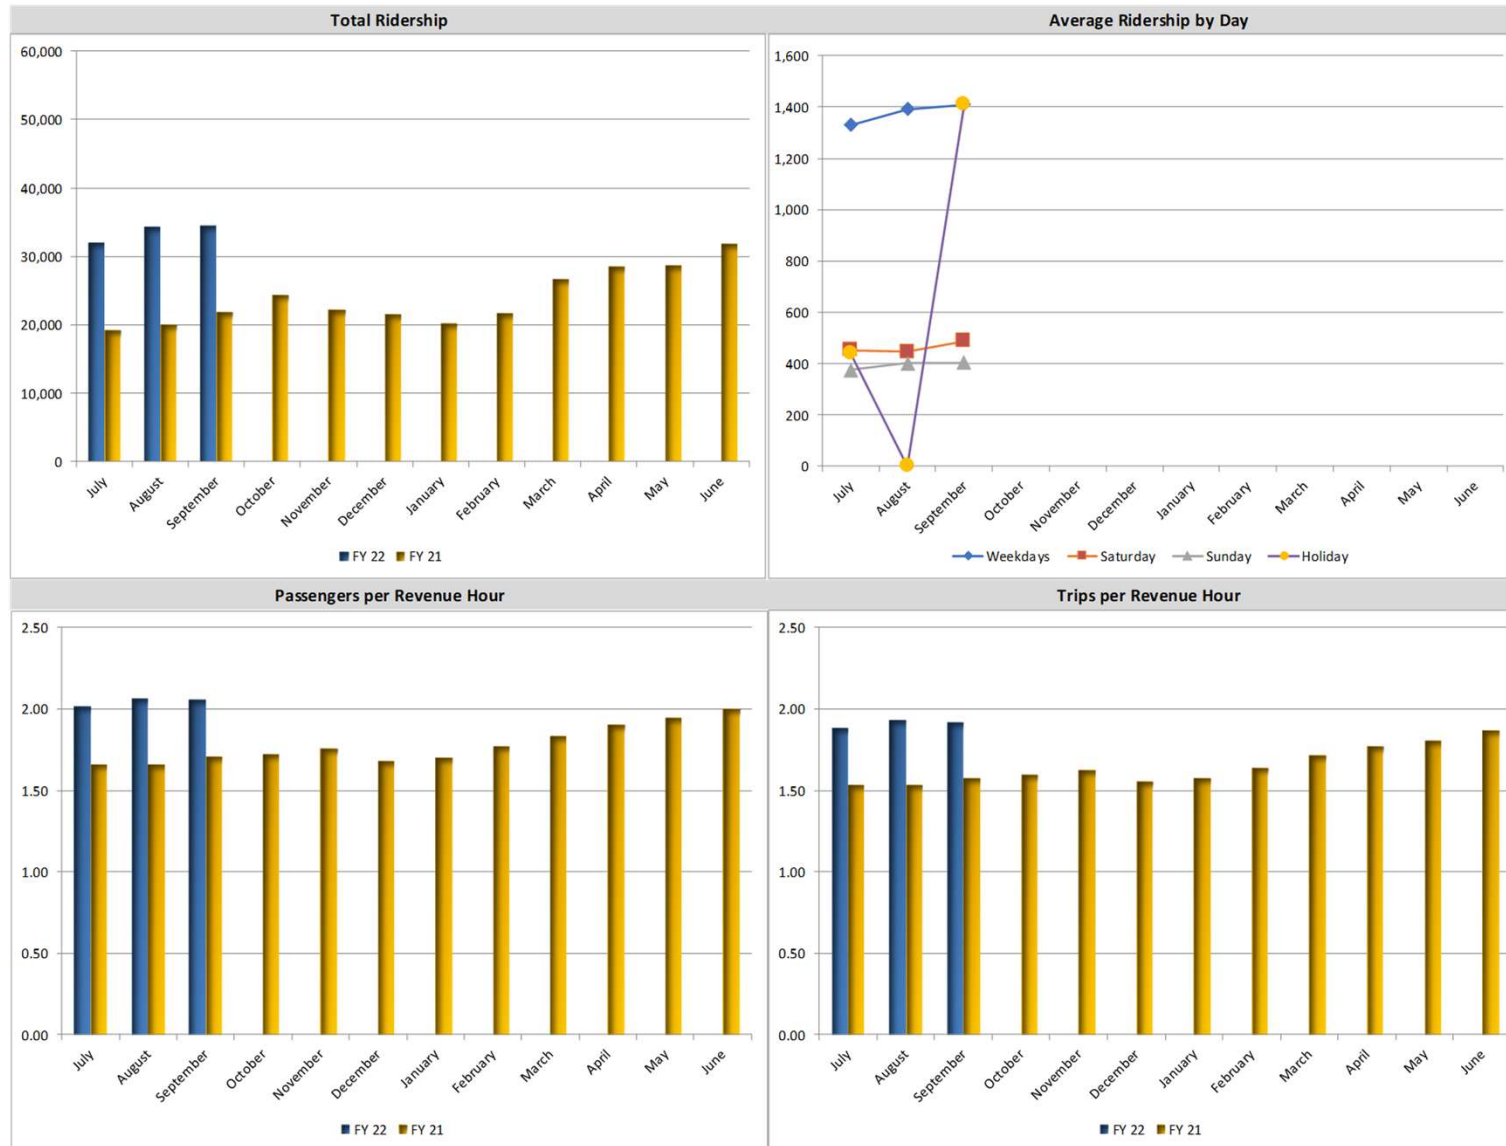 Total Ridership
60,000
50,000
40,000
30,000
20,000
10,000
0
July August September October November December January February March April May June
FY 22 FY 21
Average Ridership by Day
1,600
1,400
1,200
1,000
800
600
400
200
0
July August September October November December January February March April May June
Weekdays Saturday Sunday Holiday
Passengers per Revenue Hour
2.50
2.00
1.50
1.00
0.50
0.00
July August September October November December January February March April May June
FY 22 FY 21
Trips per Revenue Hour
2.50
2.00
1.50
1.00
0.50
0.00
July August September October November December January February March April May June
FY 22 FY 21